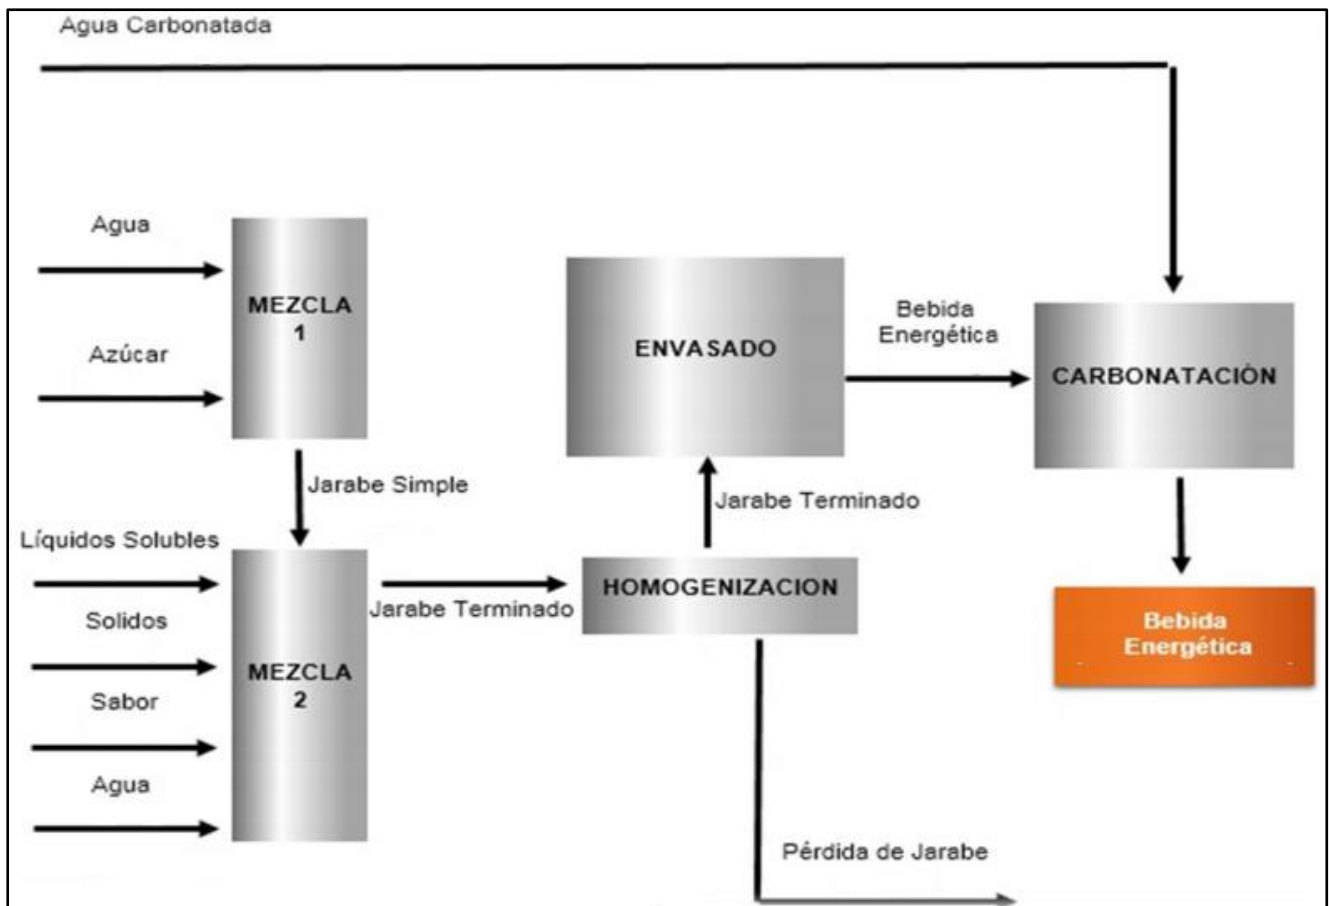 Agua Carbonatada
Agua
Azúcar
MEZCLA
1
Jarabe Simple
Líquidos Solubles
Solidos
Sabor
Agua
MEZCLA
2
Jarabe Terminado
HOMOGENIZACION
Jarabe Terminado
ENVASADO
Bebida
Energética
CARBONATACIÓN
Bebida
Energética
Pérdida de Jarabe